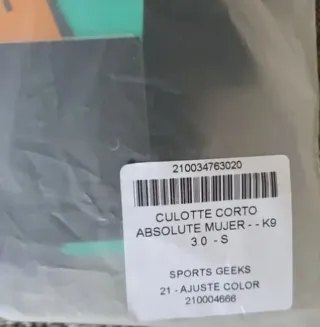 210034763020
CULOTTE CORTO
ABSOLUTE MUJER - - K9
3 0 - S
SPORTS GEEKS
21 - AJUSTE COLOR
210004666